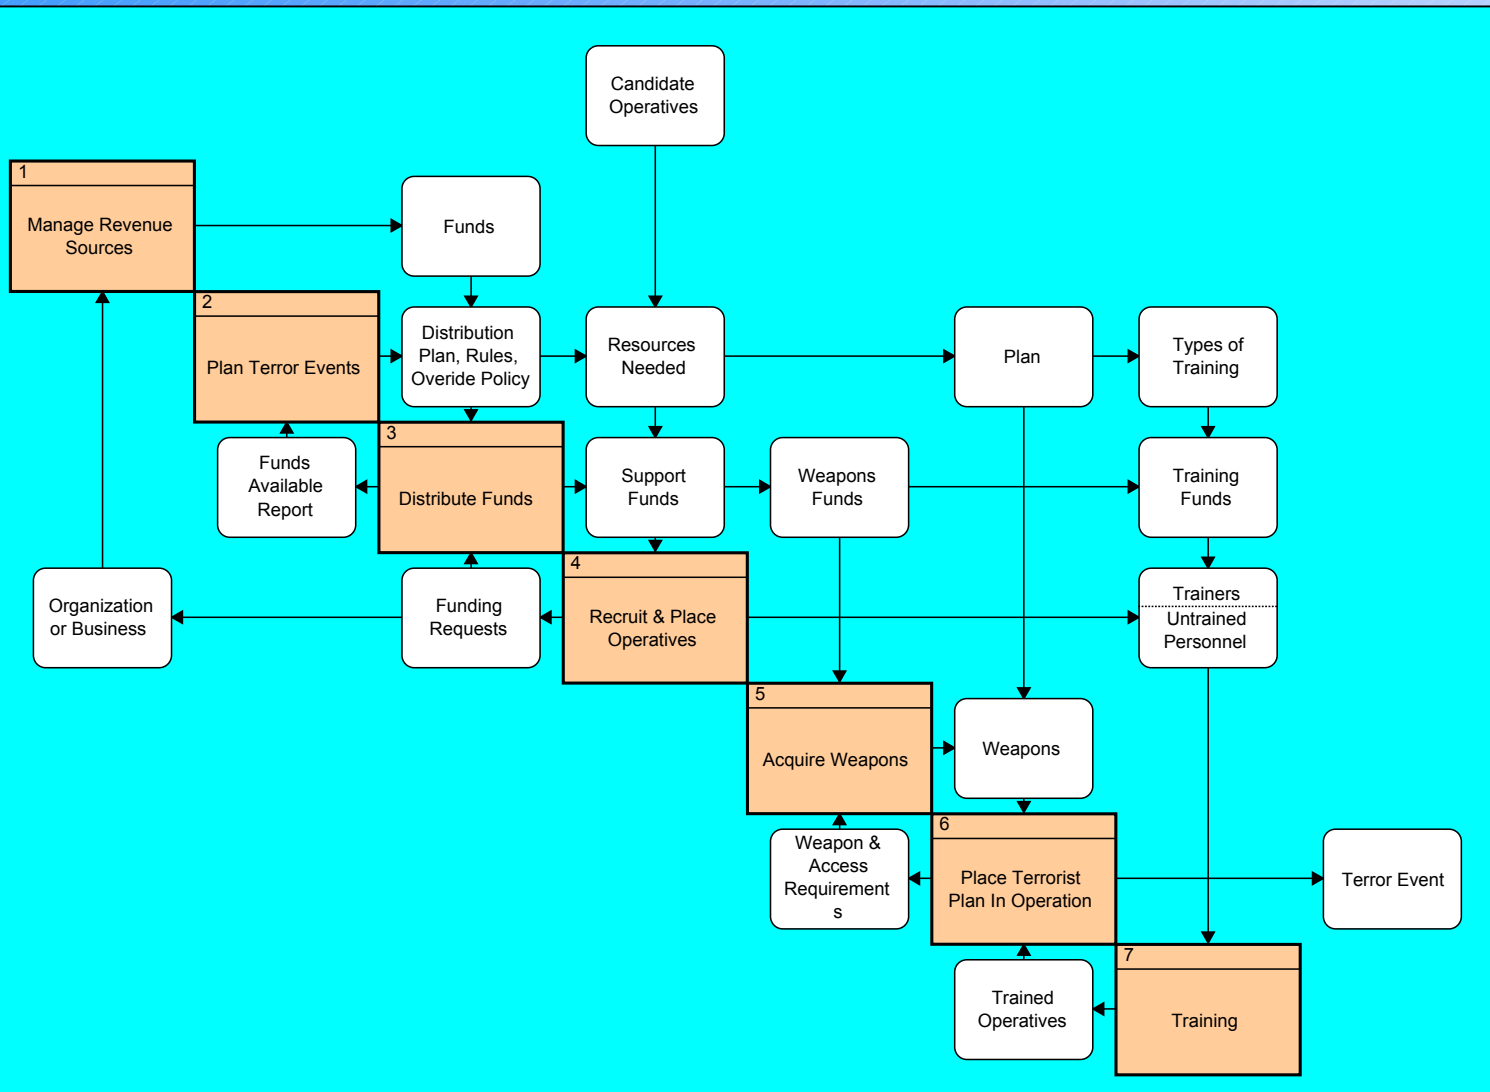 Candidate
Operatives
1
Manage Revenue
Sources
Funds
2
Plan Terror Events
Distribution
Plan, Rules,
Overide Policy
Resources
Needed
Plan
Types of
Training
Funds
Available
Report
3
Distribute Funds
Support
Funds
Weapons
Funds
Training
Funds
Organization
or Business
Funding
Requests
4
Recruit & Place
Operatives
Trainers
Untrained
Personnel
5
Acquire Weapons
Weapons
Weapon &
Access
Requirement
s
6
Place Terrorist
Plan In Operation
Terror Event
Trained
Operatives
7
Training